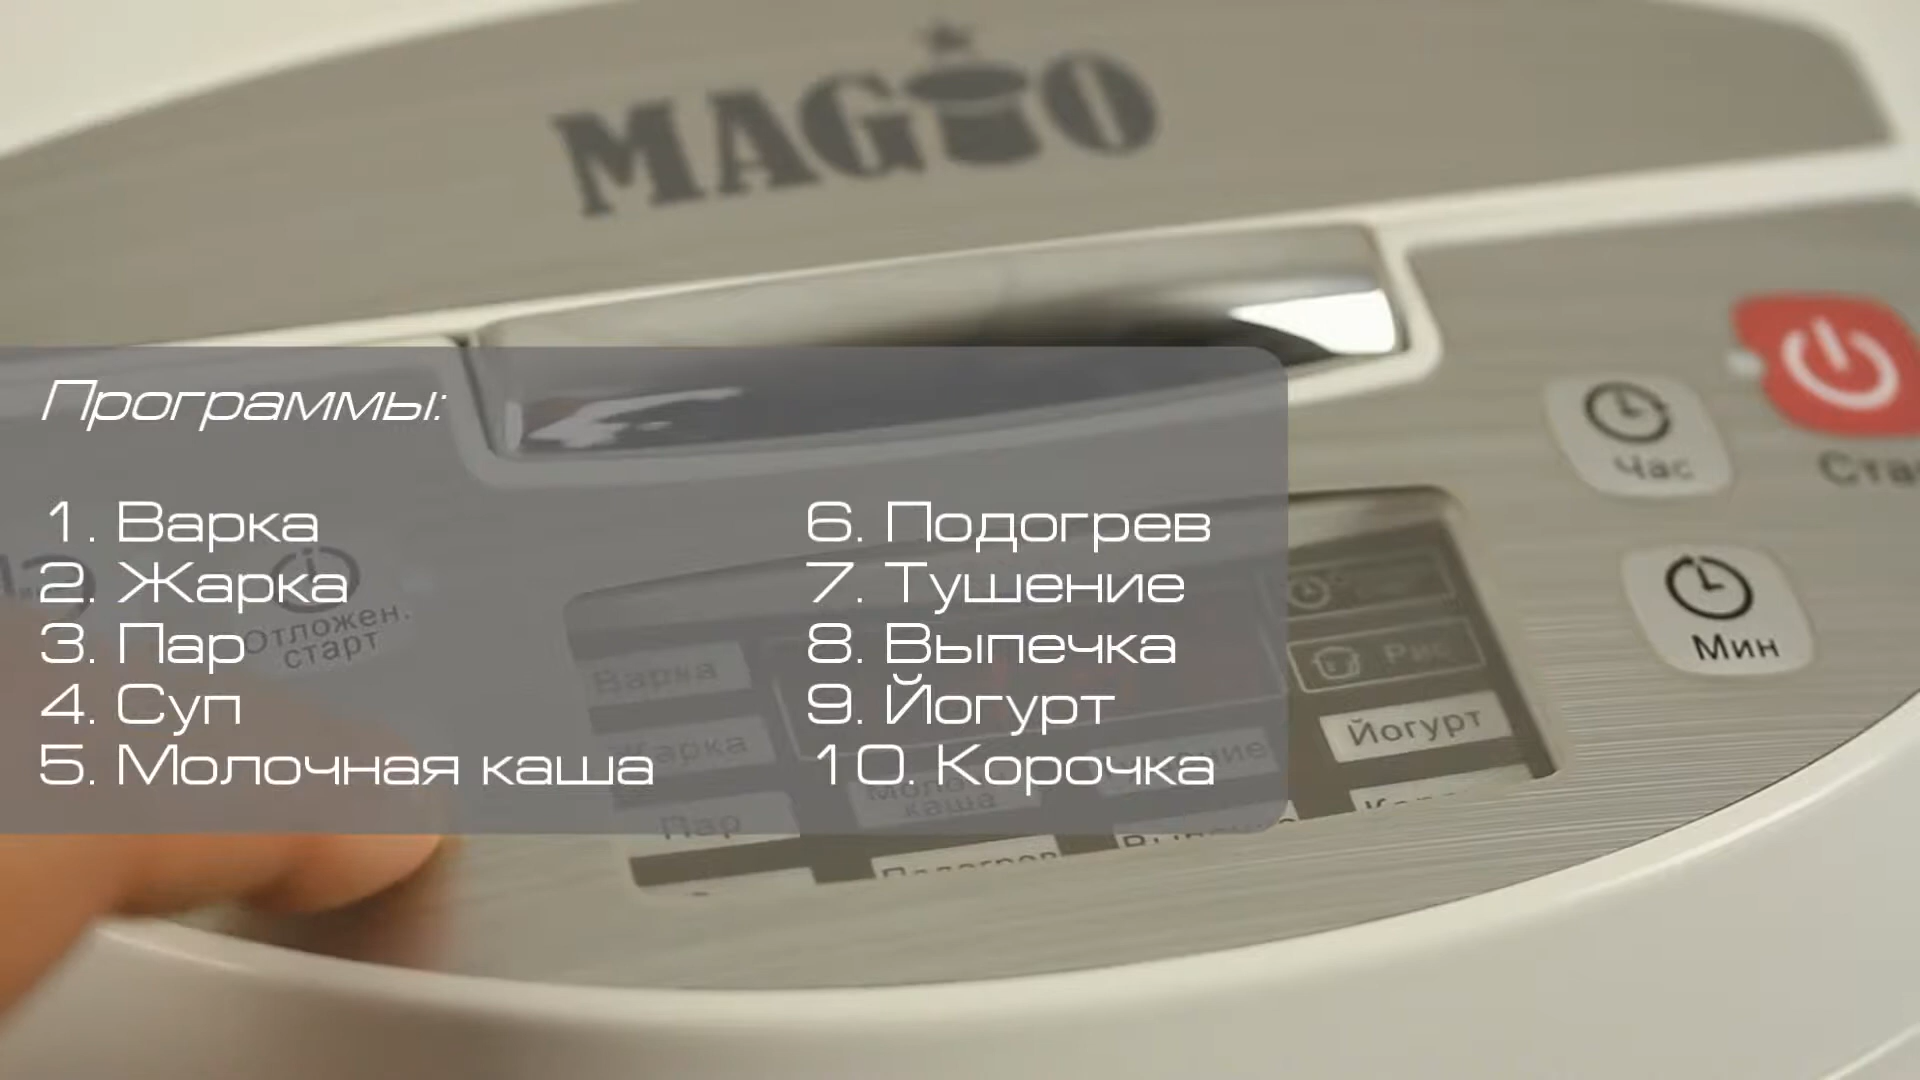 MAGIO
Программы:
1. Варка
2. Жарка
3. Пар
4. Суп
5. Молочная каша
6. Подогрев
7. Тушение
8. Выпечка
9. Йогурт
10. Корочка
Отложен.
старт
Час
Мин
Варка
Жарка
Пар
каша
Рис
Йогурт